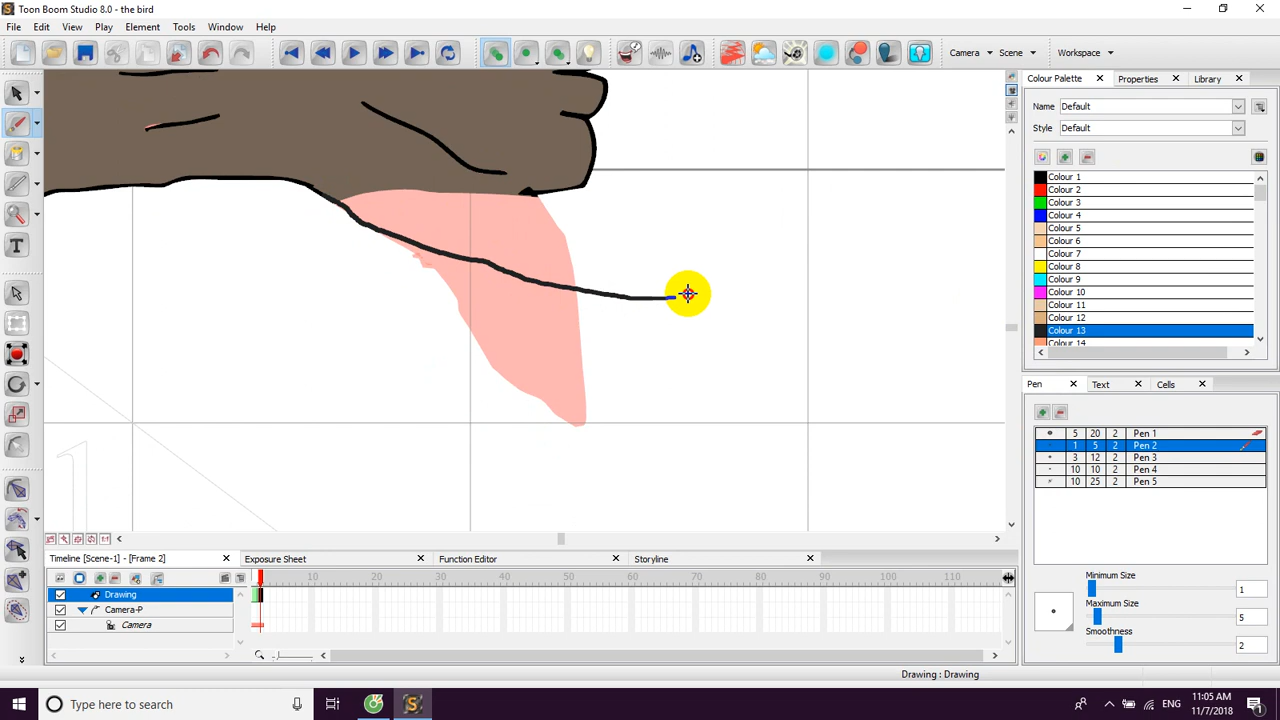 Toon Boom Studio 8.0 - the bird
File Edit View Play Element Tools Window Help
Camera Scene Workspace
Colour Palette Properties Library
Name Default
Style Default
Colour 1
Colour 2
Colour 3
Colour 4
Colour 5
Colour 6
Colour 7
Colour 8
Colour 9
Colour 10
Colour 11
Colour 12
Colour 13
Colour 14
Pen Text Cells
5 20 2 Pen 1
1 5 2 Pen 2
3 12 2 Pen 3
10 10 2 Pen 4
10 25 2 Pen 5
Minimum Size
1
Maximum Size
5
Smoothness
2
Timeline [Scene-1] - [Frame 2] Exposure Sheet Function Editor Storyline
10 20 30 40 50 60 70 80 90 100 110
Drawing
Camera-P
Camera
Drawing : Drawing
Type here to search
ENG
11:05 AM
11/7/2018